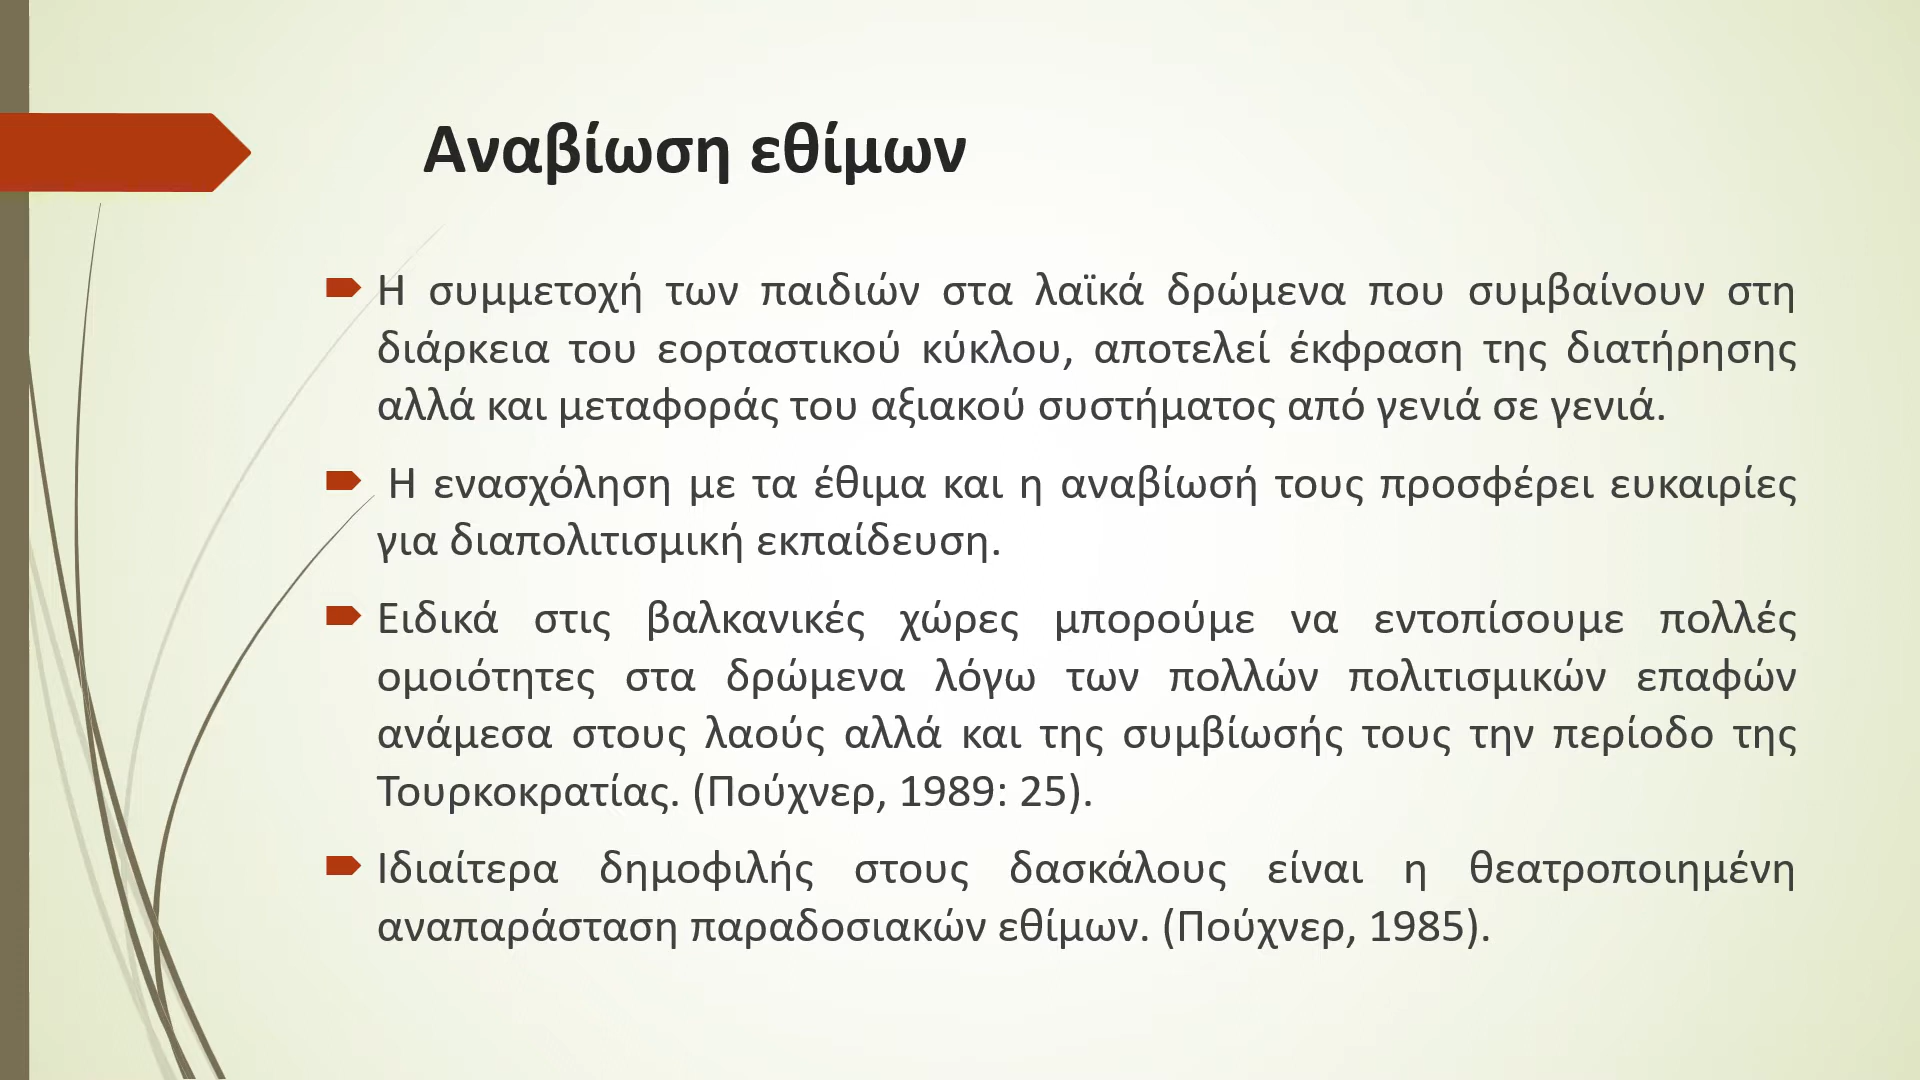 Αναβίωση εθίμων
Η συμμετοχή των παιδιών στα λαϊκά δρώμενα που συμβαίνουν στη
διάρκεια του εορταστικού κύκλου, αποτελεί έκφραση της διατήρησης
αλλά και μεταφοράς του αξιακού συστήματος από γενιά σε γενιά.
Η ενασχόληση με τα έθιμα και η αναβίωσή τους προσφέρει ευκαιρίες
για διαπολιτισμική εκπαίδευση.
Ειδικά στις βαλκανικές χώρες μπορούμε να εντοπίσουμε πολλές
ομοιότητες στα δρώμενα λόγω των πολλών πολιτισμικών επαφών
ανάμεσα στους λαούς αλλά και της συμβίωσής τους την περίοδο της
Τουρκοκρατίας. (Πούχνερ, 1989: 25).
Ιδιαίτερα δημοφιλής στους δασκάλους είναι η θεατροποιημένη
αναπαράσταση παραδοσιακών εθίμων. (Πούχνερ, 1985).